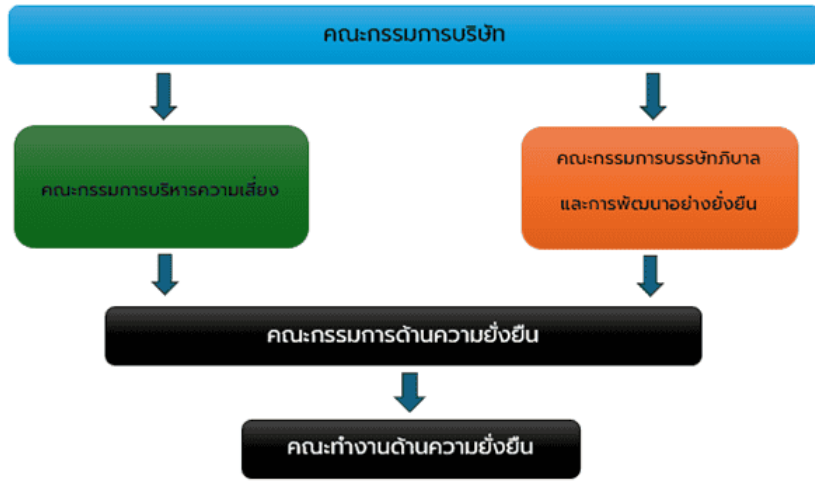 คณะกรรมการบริษัท
คณะกรรมการบริหารความเสี่ยง
คณะกรรมการบรรษัทภิบาล
และการพัฒนาอย่างยั่งยืน
คณะกรรมการด้านความยั่งยืน
คณะทำงานด้านความยั่งยืน